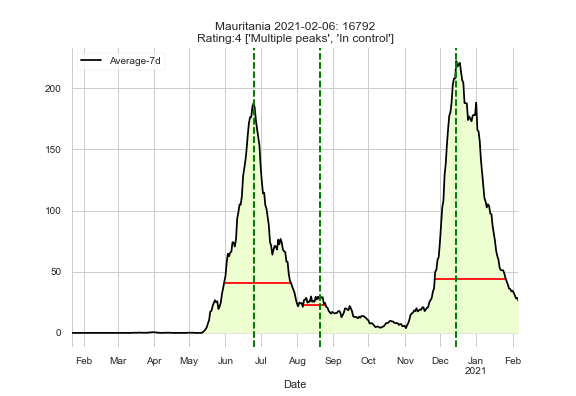 Mauritania 2021-02-06: 16792
Rating:4 ['Multiple peaks', 'In control']
Average-7d
200
150
100
50
0
Feb Mar Apr May Jun Jul Aug Sep Oct Nov Dec Jan Feb
2021
Date